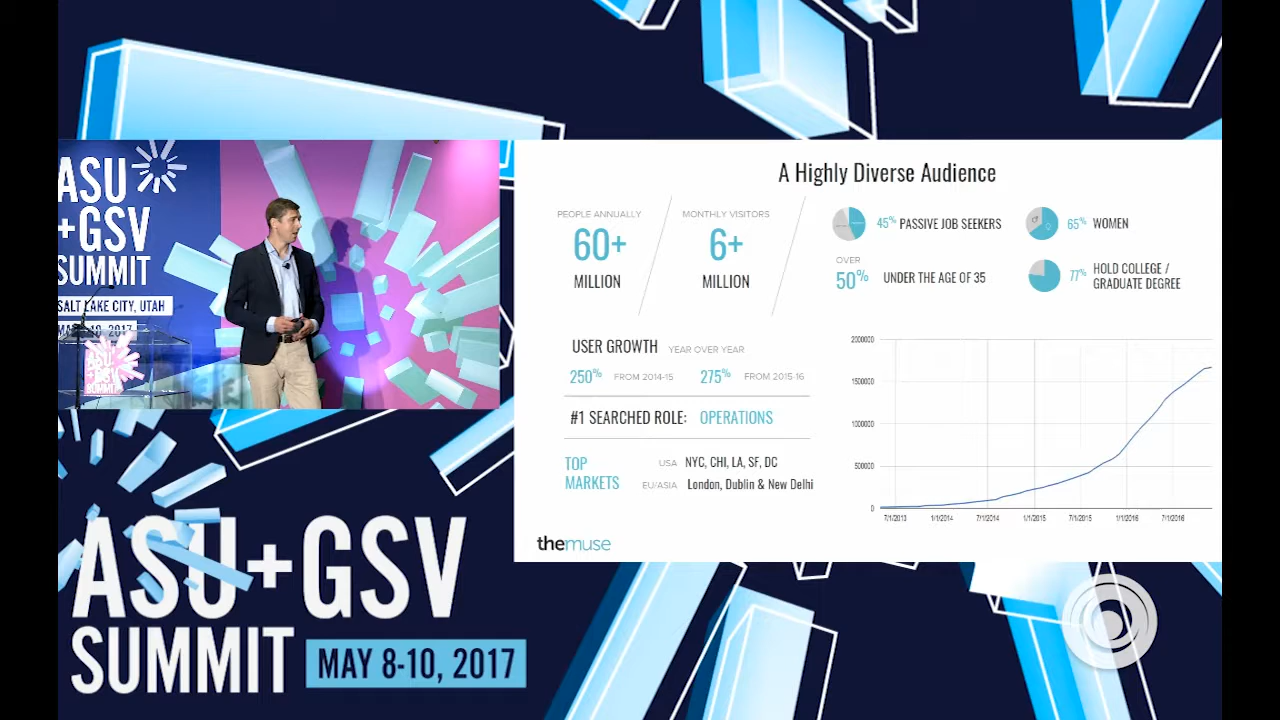 ASU
+GSV
SUMMIT
SALT LAKE CITY, UTAH
2017
ASU
+GSV
SUMMIT
A Highly Diverse Audience
PEOPLE ANNUALLY
60+
MILLION
MONTHLY VISITORS
6+
MILLION
45% PASSIVE JOB SEEKERS
65% WOMEN
OVER
50% UNDER THE AGE OF 35
77% HOLD COLLEGE /
GRADUATE DEGREE
USER GROWTH YEAR OVER YEAR
250% FROM 2014-15 275% FROM 2015-16
#1 SEARCHED ROLE: OPERATIONS
TOP
MARKETS
USA NYC, CHI, LA, SF, DC
EU/ASIA London, Dublin & New Delhi
2000000
1500000
1000000
500000
0
7/1/2013 1/1/2014 7/1/2014 1/1/2015 7/1/2015 1/1/2016 7/1/2016
themuse
ASU+GSV
SUMMIT
MAY 8-10, 2017